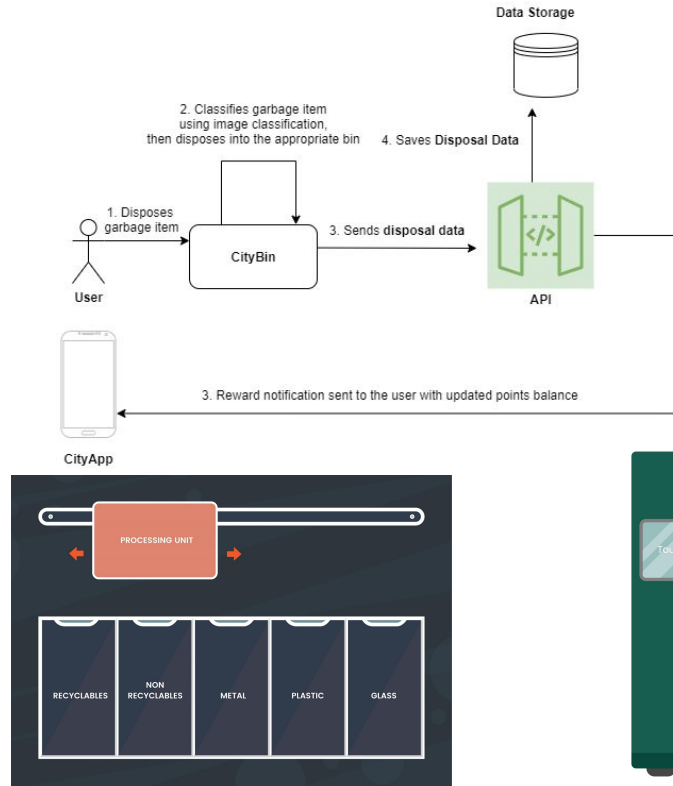 Data Storage
2. Classifies garbage item
using image classification,
then disposes into the appropriate bin
4. Saves Disposal Data
1. Disposes
garbage item
3. Sends disposal data
CityBin
</>
User
API
3. Reward notification sent to the user with updated points balance
CityApp
PROCESSING UNIT
RECYCLABLES
NON
RECYCLABLES
METAL
PLASTIC
GLASS